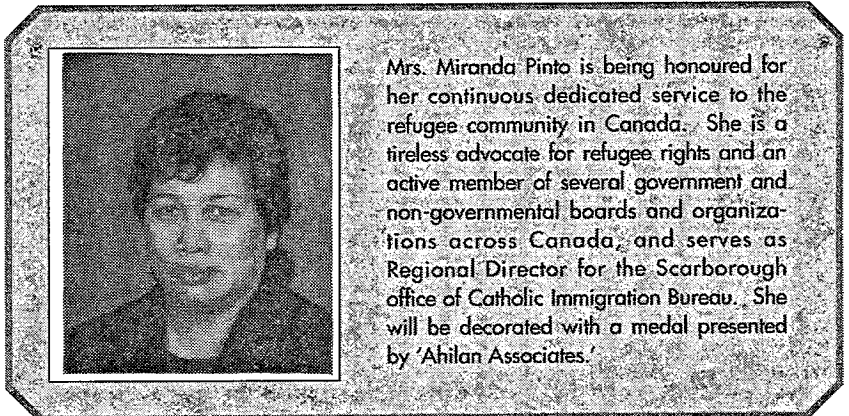 Mrs. Miranda Pinto is being honoured for
her continuous dedicated service to the
refugee community in Canada. She is a
tireless advocate for refugee rights and an
active member of several government and
non-governmental boards and organiza-
tions across Canada, and serves as
Regional Director for the Scarborough
office of Catholic Immigration Bureau. She
will be decorated with a medal presented
by 'Ahilan Associates.'